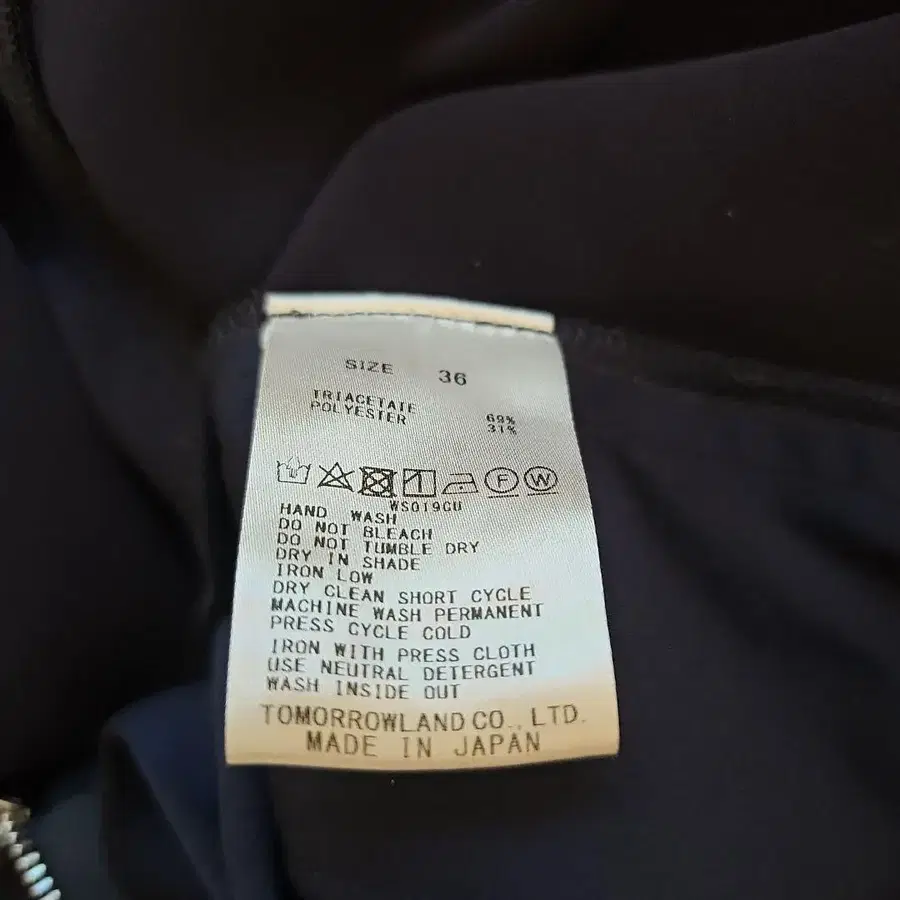 SIZE 36
TRIACETATE 69%
POLYESTER 31%
F W
WS019CU
HAND WASH
DO NOT BLEACH
DO NOT TUMBLE DRY
DRY IN SHADE
IRON LOW
DRY CLEAN SHORT CYCLE
MACHINE WASH PERMANENT
PRESS CYCLE COLD
IRON WITH PRESS CLOTH
USE NEUTRAL DETERGENT
WASH INSIDE OUT
TOMORROWLAND CO., LTD.
MADE IN JAPAN